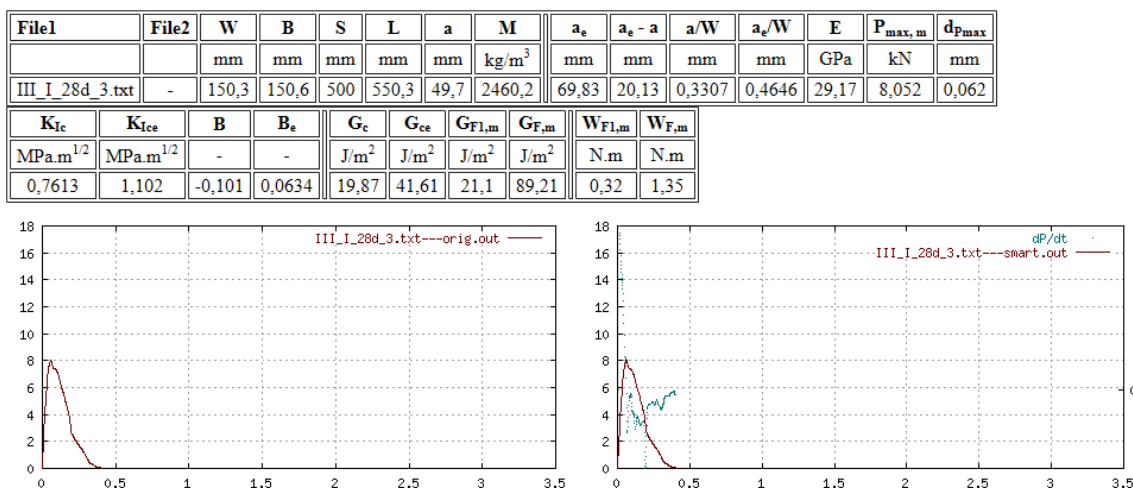 File1 File2 W B S L a M aₑ aₑ - a a/W aₑ/W E Pmax, m dPmax
mm mm mm mm mm kg/m³ mm mm mm mm GPa kN mm
III_I_28d_3.txt - 150,3 150,6 500 550,3 49,7 2460,2 69,83 20,13 0,3307 0,4646 29,17 8,052 0,062
KIc KIce B Bₑ Gc Gce GF1,m GF,m WF1,m WF,m
MPa.m1/2 MPa.m1/2 - - J/m² J/m² J/m² J/m² N.m N.m
0,7613 1,102 -0,101 0,0634 19,87 41,61 21,1 89,21 0,32 1,35
III_I_28d_3.txt---orig.out
18
16
14
12
10
8
6
4
2
0
0 0.5 1 1.5 2 2.5 3 3.5
dP/dt
III_I_28d_3.txt---smart.out
18
16
14
12
10
8
6
4
2
0
0 0.5 1 1.5 2 2.5 3 3.5